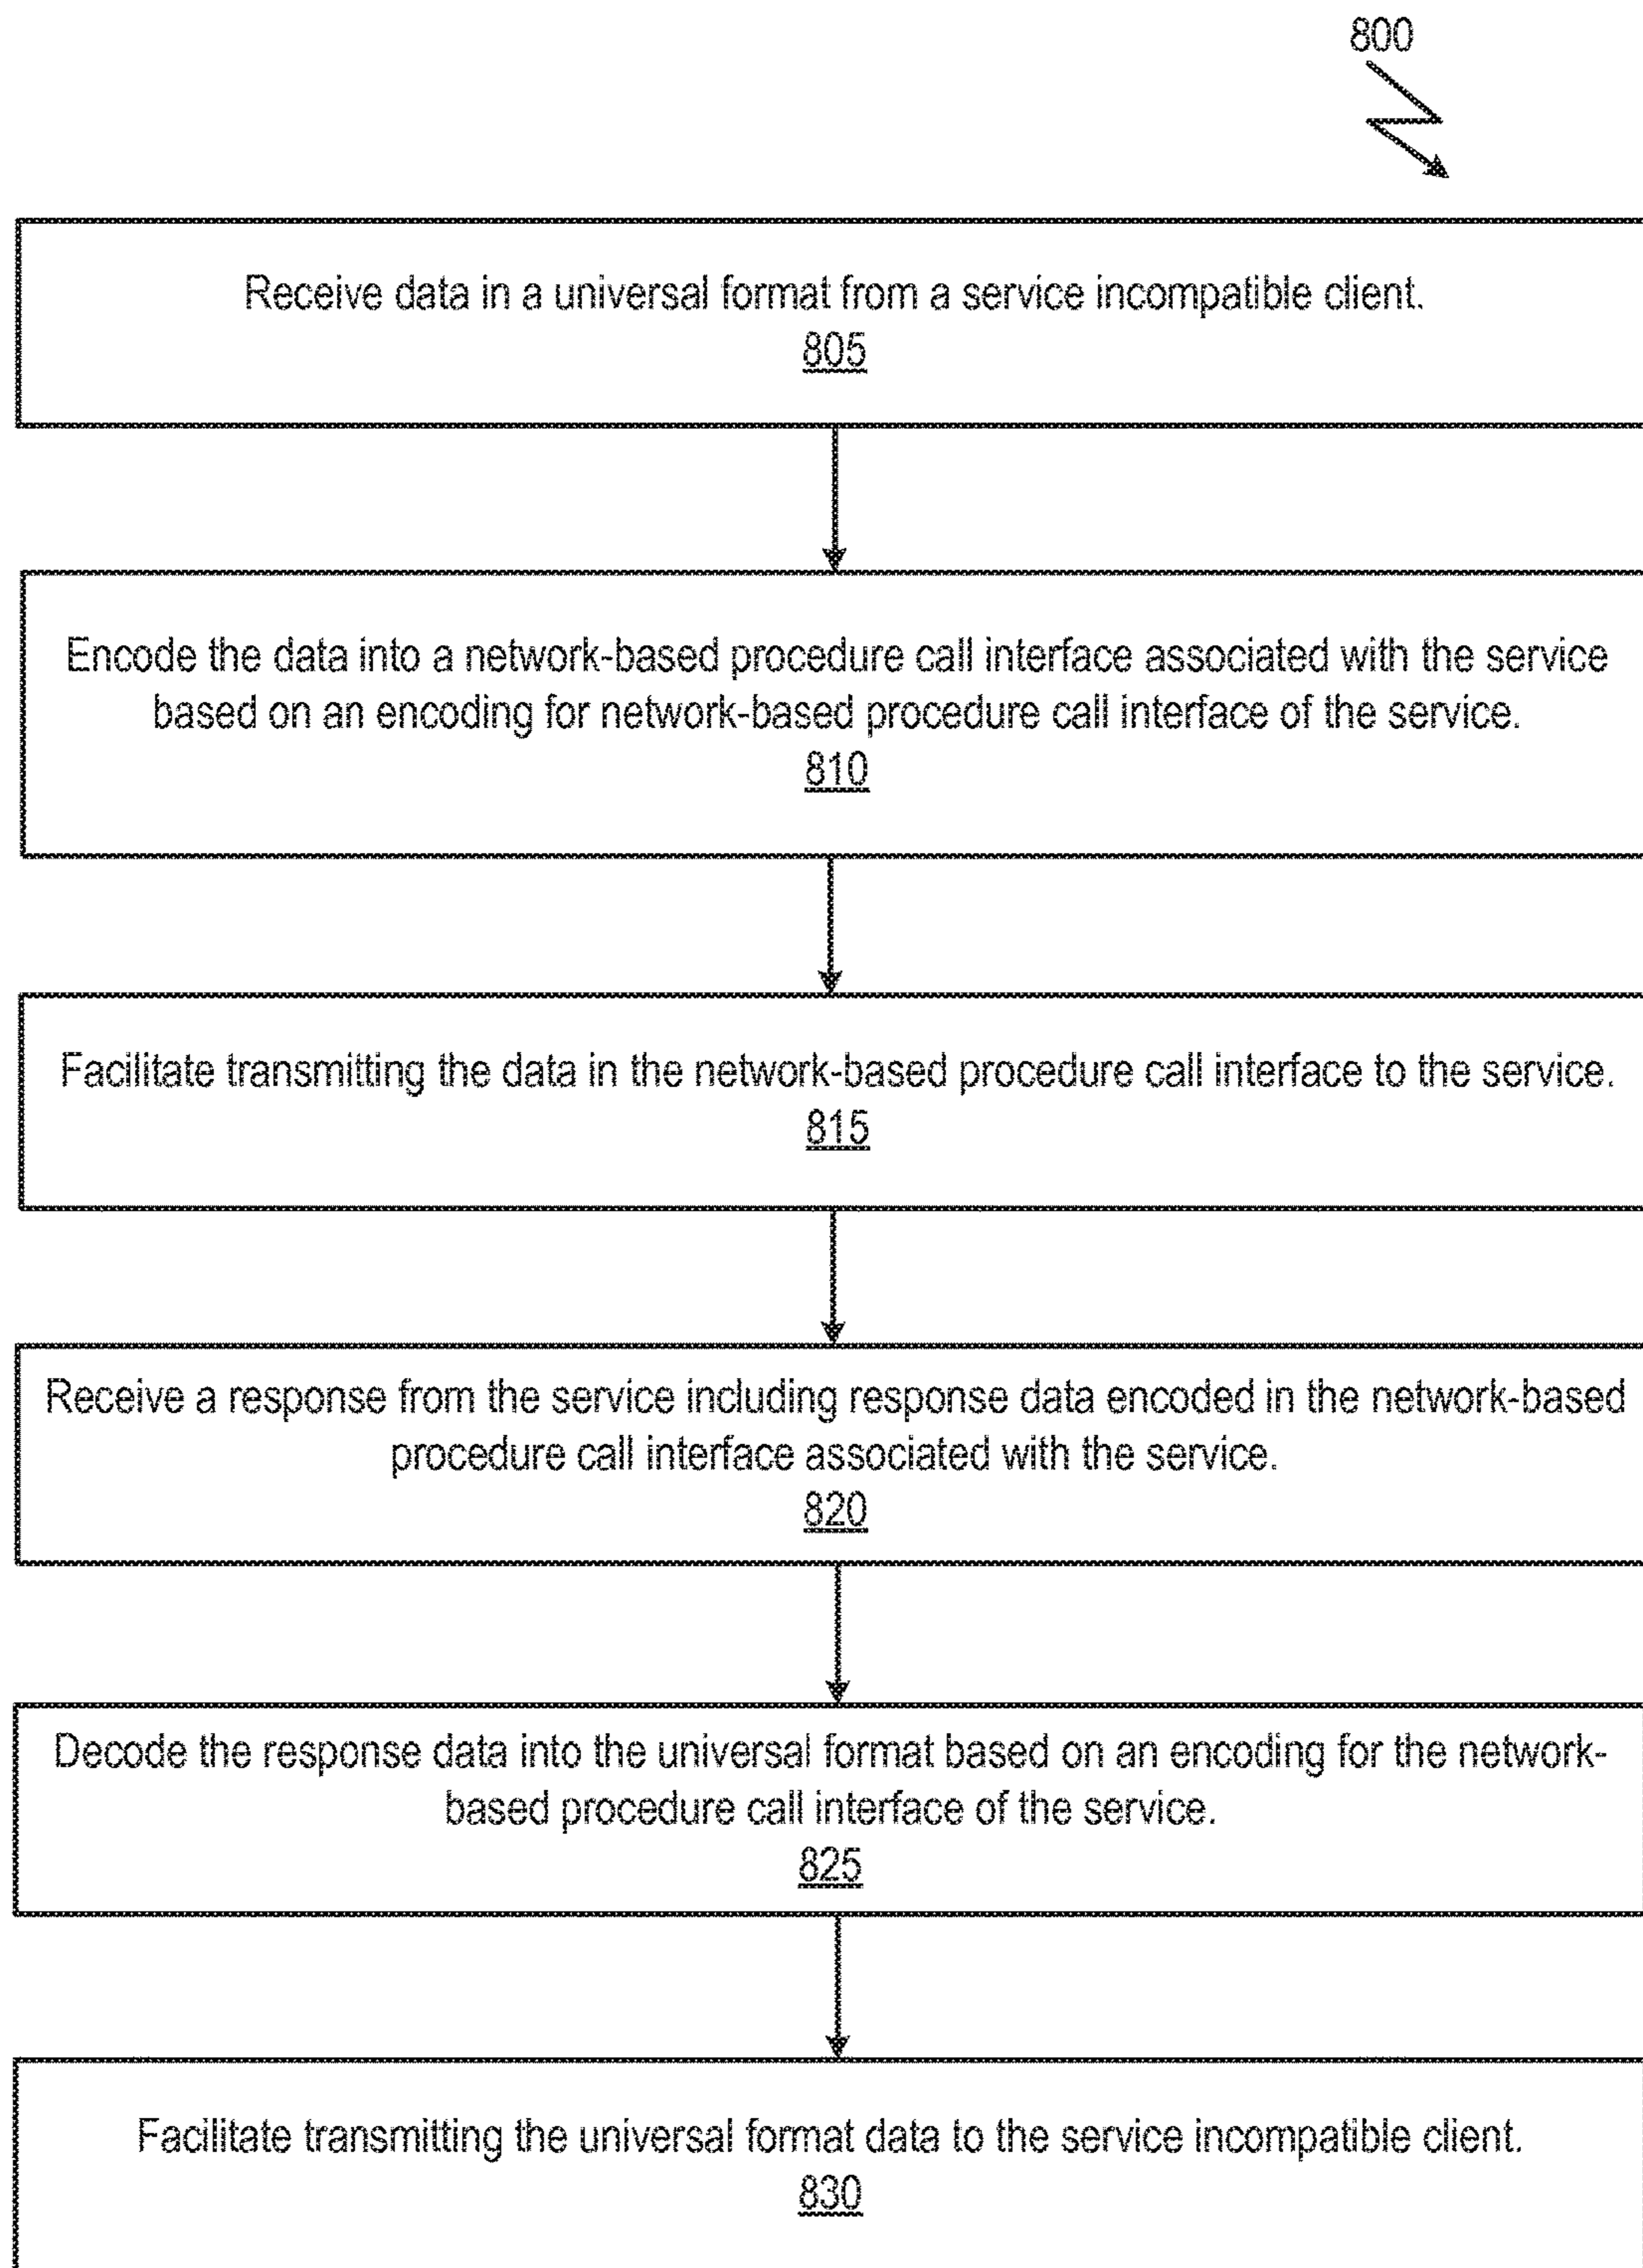 800
Receive data in a universal format from a service incompatible client.
805
Encode the data into a network-based procedure call interface associated with the service
based on an encoding for network-based procedure call interface of the service.
810
Facilitate transmitting the data in the network-based procedure call interface to the service.
815
Receive a response from the service including response data encoded in the network-based
procedure call interface associated with the service.
820
Decode the response data into the universal format based on an encoding for the network-
based procedure call interface of the service.
825
Facilitate transmitting the universal format data to the service incompatible client.
830